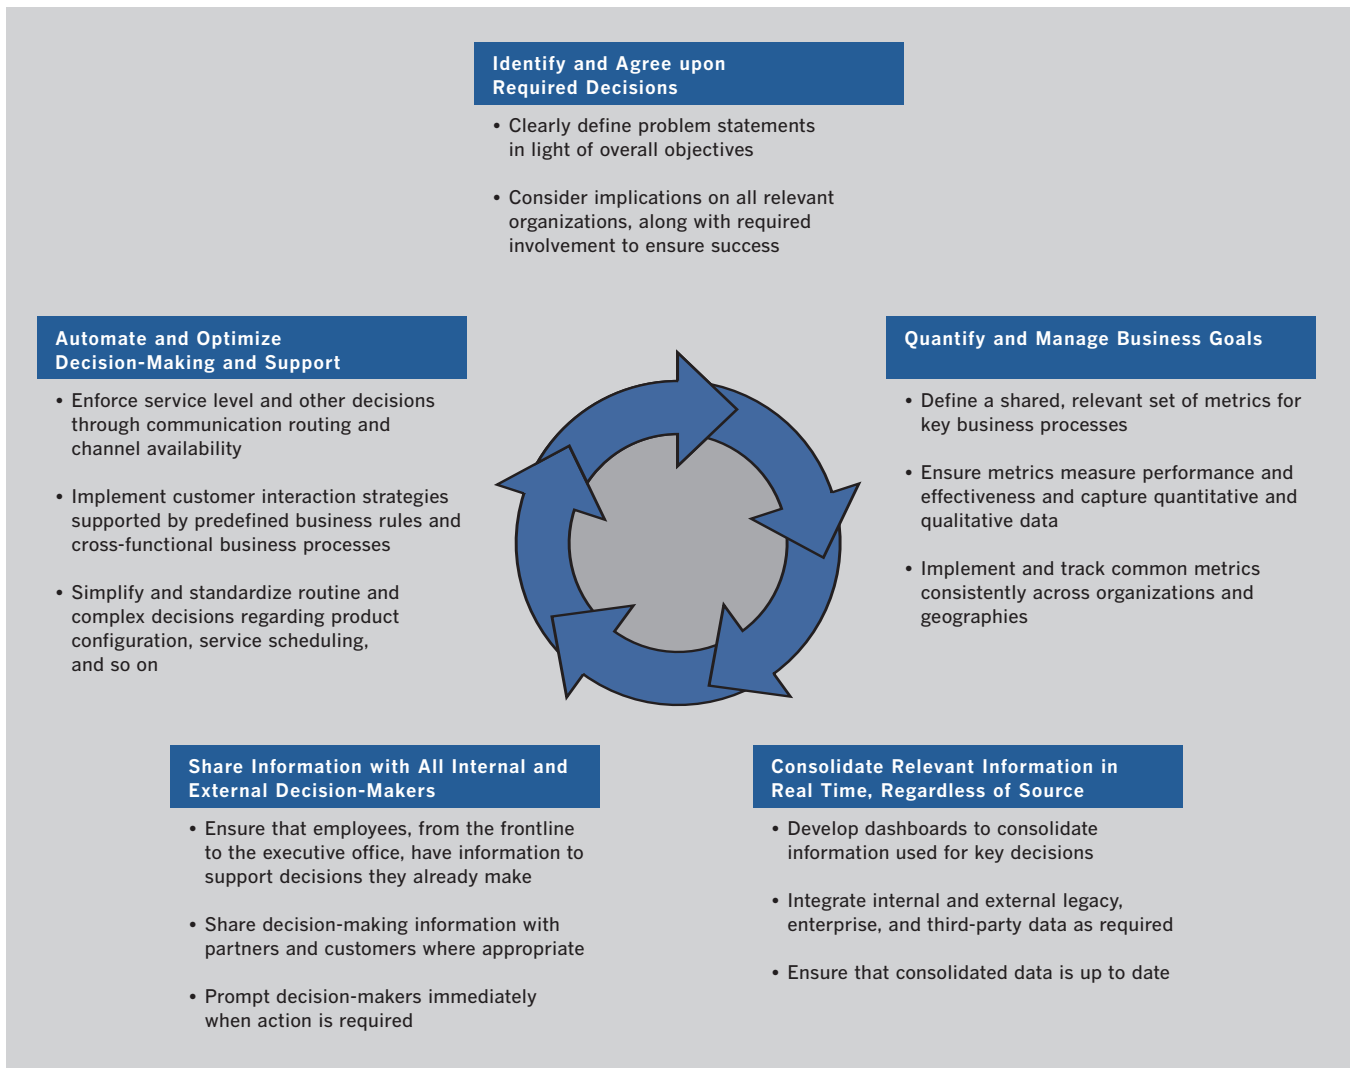 Identify and Agree upon
Required Decisions
• Clearly define problem statements
in light of overall objectives
• Consider implications on all relevant
organizations, along with required
involvement to ensure success
Automate and Optimize
Decision-Making and Support
• Enforce service level and other decisions
through communication routing and
channel availability
• Implement customer interaction strategies
supported by predefined business rules and
cross-functional business processes
• Simplify and standardize routine and
complex decisions regarding product
configuration, service scheduling,
and so on
Quantify and Manage Business Goals
• Define a shared, relevant set of metrics for
key business processes
• Ensure metrics measure performance and
effectiveness and capture quantitative and
qualitative data
• Implement and track common metrics
consistently across organizations and
geographies
Share Information with All Internal and
External Decision-Makers
• Ensure that employees, from the frontline
to the executive office, have information to
support decisions they already make
• Share decision-making information with
partners and customers where appropriate
• Prompt decision-makers immediately
when action is required
Consolidate Relevant Information in
Real Time, Regardless of Source
• Develop dashboards to consolidate
information used for key decisions
• Integrate internal and external legacy,
enterprise, and third-party data as required
• Ensure that consolidated data is up to date